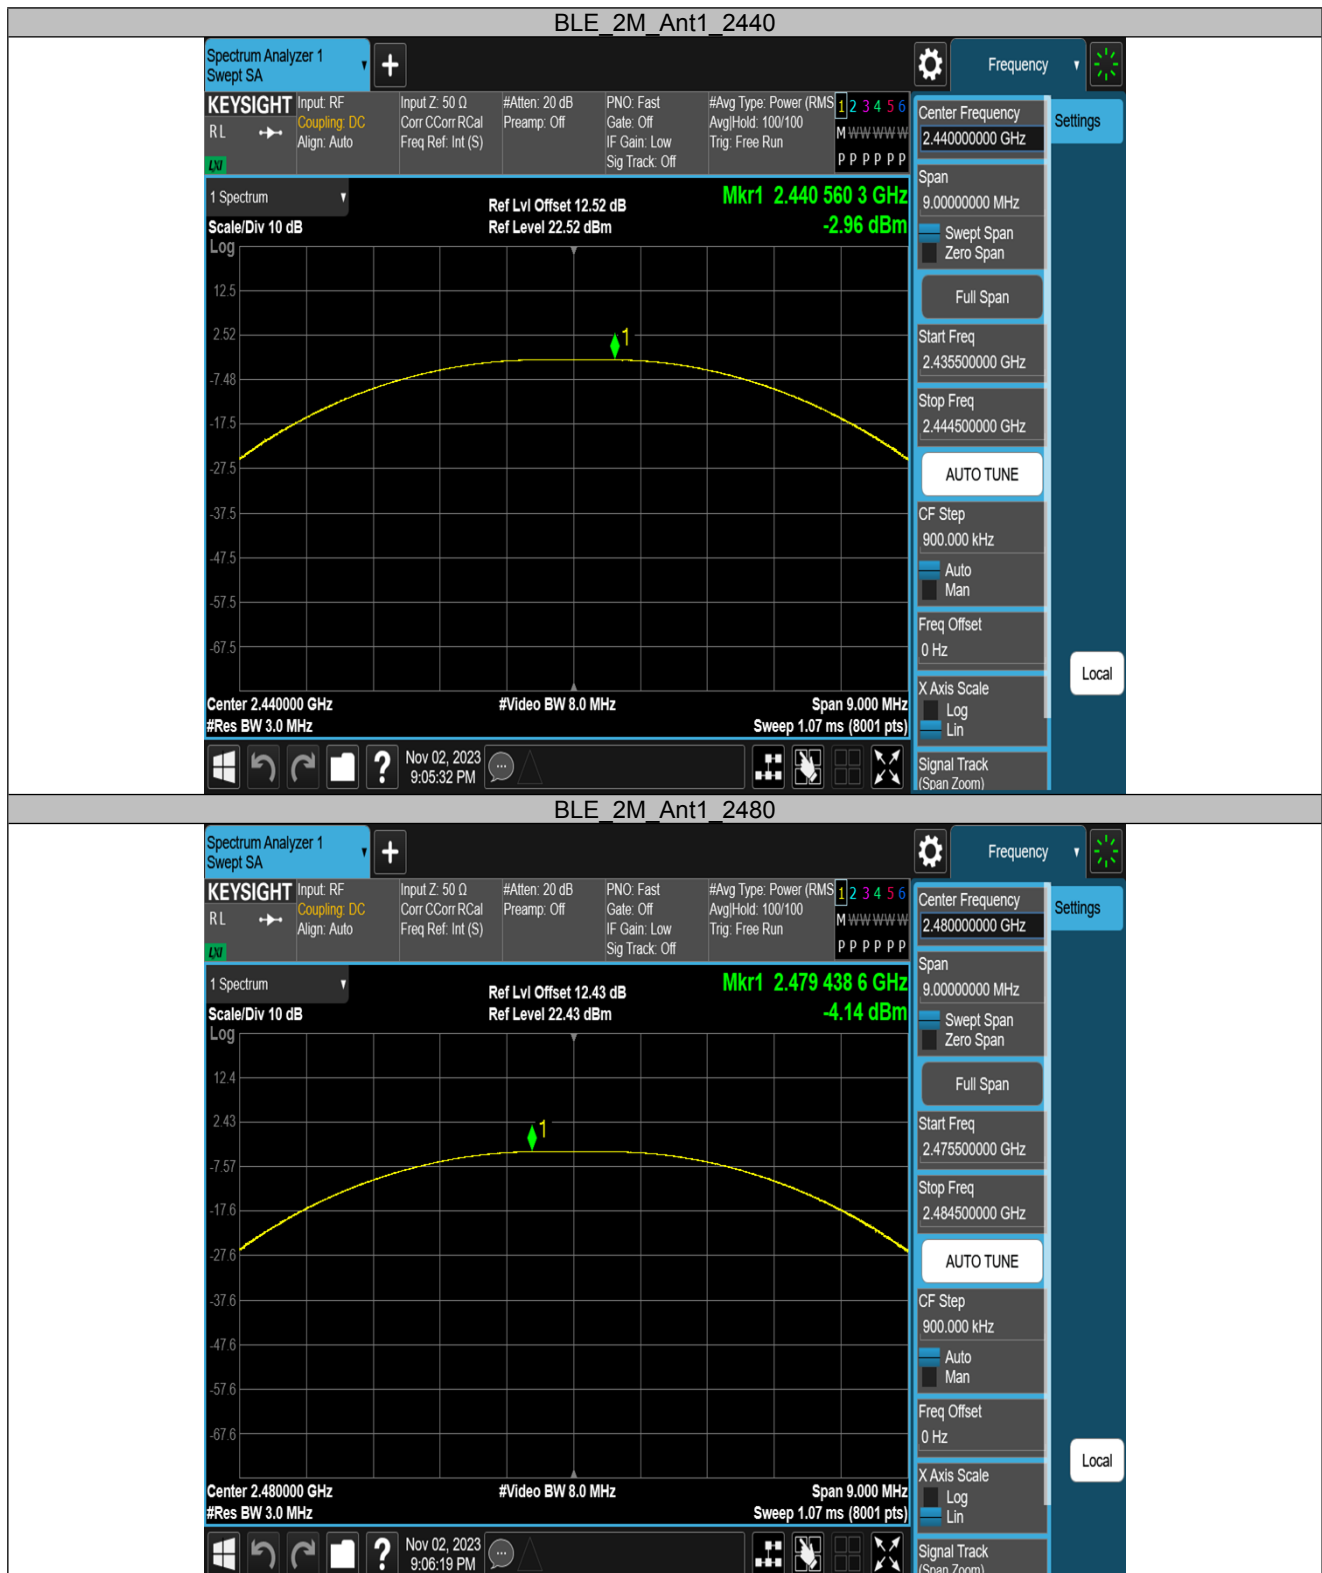 BLE_2M_Ant1_2440
Spectrum Analyzer 1
Swept SA
Frequency
KEYSIGHT
R L
LXI
Input: RF
Coupling: DC
Align: Auto
Input Z: 50 Ω
Corr CCorr RCal
Freq Ref: Int (S)
#Atten: 20 dB
Preamp: Off
PNO: Fast
Gate: Off
IF Gain: Low
Sig Track: Off
#Avg Type: Power (RMS
Avg|Hold: 100/100
Trig: Free Run
1 2 3 4 5 6
M W W W W W
P P P P P P
Center Frequency
2.440000000 GHz
Settings
Span
9.00000000 MHz
Swept Span
Zero Span
Full Span
Start Freq
2.435500000 GHz
Stop Freq
2.444500000 GHz
AUTO TUNE
CF Step
900.000 kHz
Auto
Man
Freq Offset
0 Hz
X Axis Scale
Log
Lin
Signal Track
(Span Zoom)
Local
1 Spectrum
Scale/Div 10 dB
Log
Ref Lvl Offset 12.52 dB
Ref Level 22.52 dBm
Mkr1 2.440 560 3 GHz
-2.96 dBm
12.5
2.52
-7.48
-17.5
-27.5
-37.5
-47.5
-57.5
-67.5
1
Center 2.440000 GHz
#Res BW 3.0 MHz
#Video BW 8.0 MHz
Span 9.000 MHz
Sweep 1.07 ms (8001 pts)
Nov 02, 2023
9:05:32 PM
BLE_2M_Ant1_2480
Spectrum Analyzer 1
Swept SA
Frequency
KEYSIGHT
R L
LXI
Input: RF
Coupling: DC
Align: Auto
Input Z: 50 Ω
Corr CCorr RCal
Freq Ref: Int (S)
#Atten: 20 dB
Preamp: Off
PNO: Fast
Gate: Off
IF Gain: Low
Sig Track: Off
#Avg Type: Power (RMS
Avg|Hold: 100/100
Trig: Free Run
1 2 3 4 5 6
M W W W W W
P P P P P P
Center Frequency
2.480000000 GHz
Settings
Span
9.00000000 MHz
Swept Span
Zero Span
Full Span
Start Freq
2.475500000 GHz
Stop Freq
2.484500000 GHz
AUTO TUNE
CF Step
900.000 kHz
Auto
Man
Freq Offset
0 Hz
X Axis Scale
Log
Lin
Signal Track
(Span Zoom)
Local
1 Spectrum
Scale/Div 10 dB
Log
Ref Lvl Offset 12.43 dB
Ref Level 22.43 dBm
Mkr1 2.479 438 6 GHz
-4.14 dBm
12.4
2.43
-7.57
-17.6
-27.6
-37.6
-47.6
-57.6
-67.6
1
Center 2.480000 GHz
#Res BW 3.0 MHz
#Video BW 8.0 MHz
Span 9.000 MHz
Sweep 1.07 ms (8001 pts)
Nov 02, 2023
9:06:19 PM